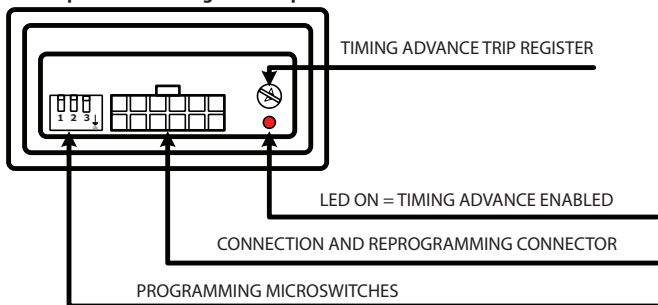 TIMING ADVANCE TRIP REGISTER
1 2 3
LED ON = TIMING ADVANCE ENABLED
CONNECTION AND REPROGRAMMING CONNECTOR
PROGRAMMING MICROSWITCHES